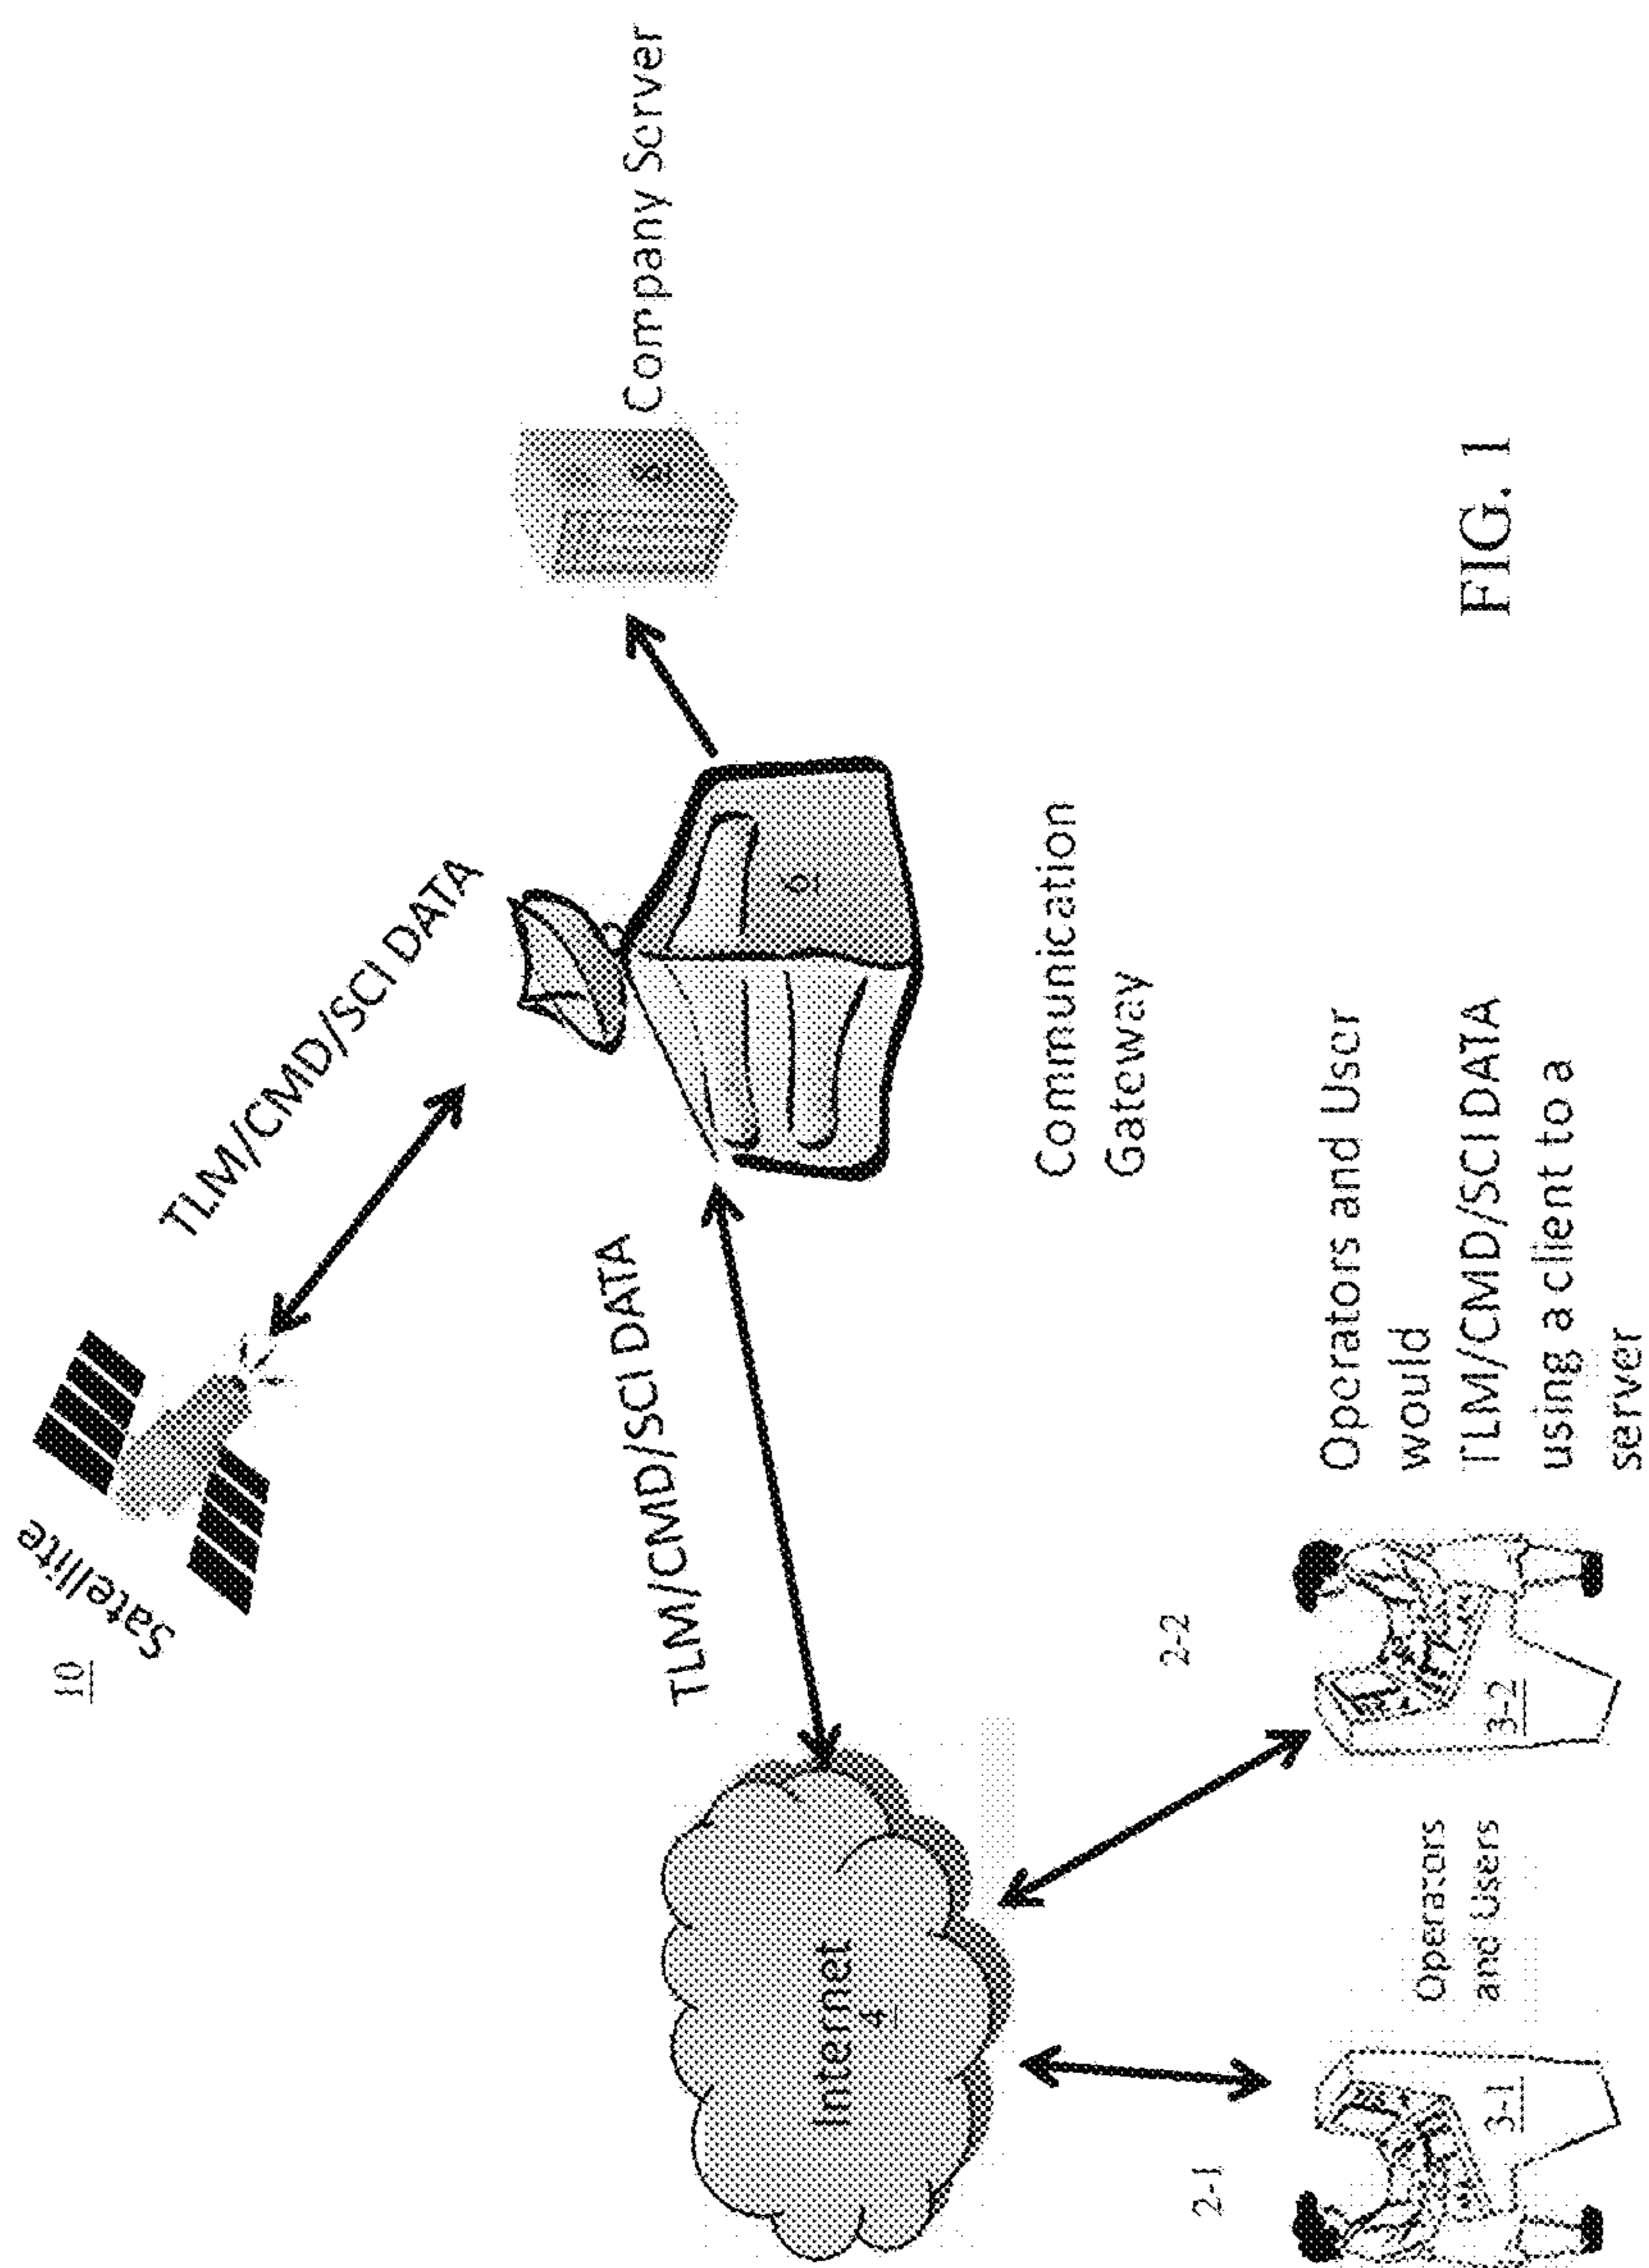 10
Satellite
TLM/CMD/SCI DATA
Company Server
8
TLM/CMD/SCI DATA
6
Communication
Gateway
Internet
4
2-1
2-2
3-1
3-2
Operators
and Users
Operators and User
would
TLM/CMD/SCI DATA
using a client to a
server
FIG. 1